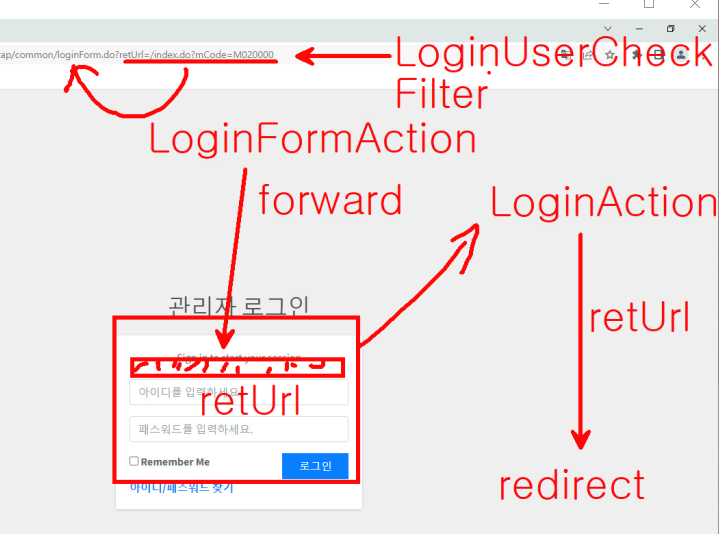 ap/common/loginForm.do?retUrl=/index.do?mCode=M020000
LoginUserCheck
Filter
LoginFormAction
forward
LoginAction
관리자 로그인
retUrl
Sign in to start your session
아이디를 입력하세요.
retUrl
패스워드를 입력하세요.
Remember Me
로그인
아이디/패스워드 찾기
redirect